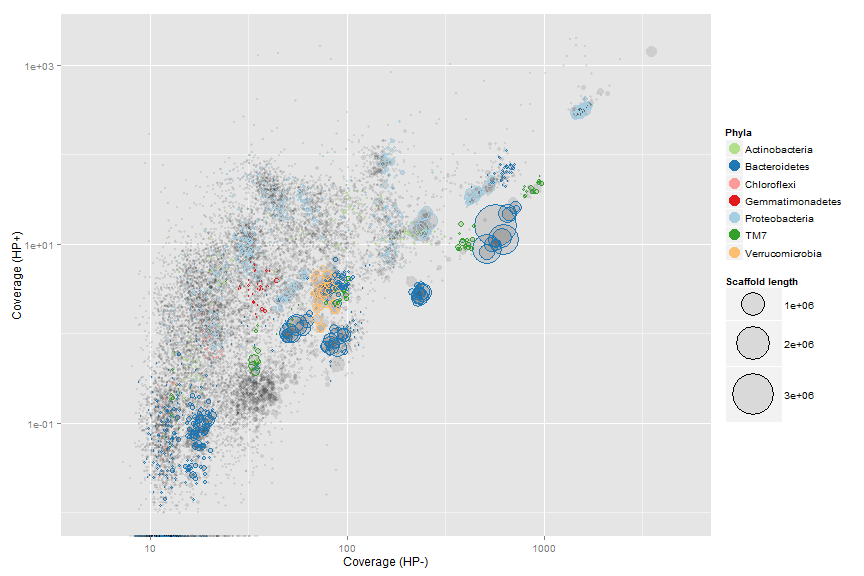 1e+03
1e+01
1e-01
Coverage (HP+)
10
100
1000
Coverage (HP-)
Phyla
Actinobacteria
Bacteroidetes
Chloroflexi
Gemmatimonadetes
Proteobacteria
TM7
Verrucomicrobia
Scaffold length
1e+06
2e+06
3e+06